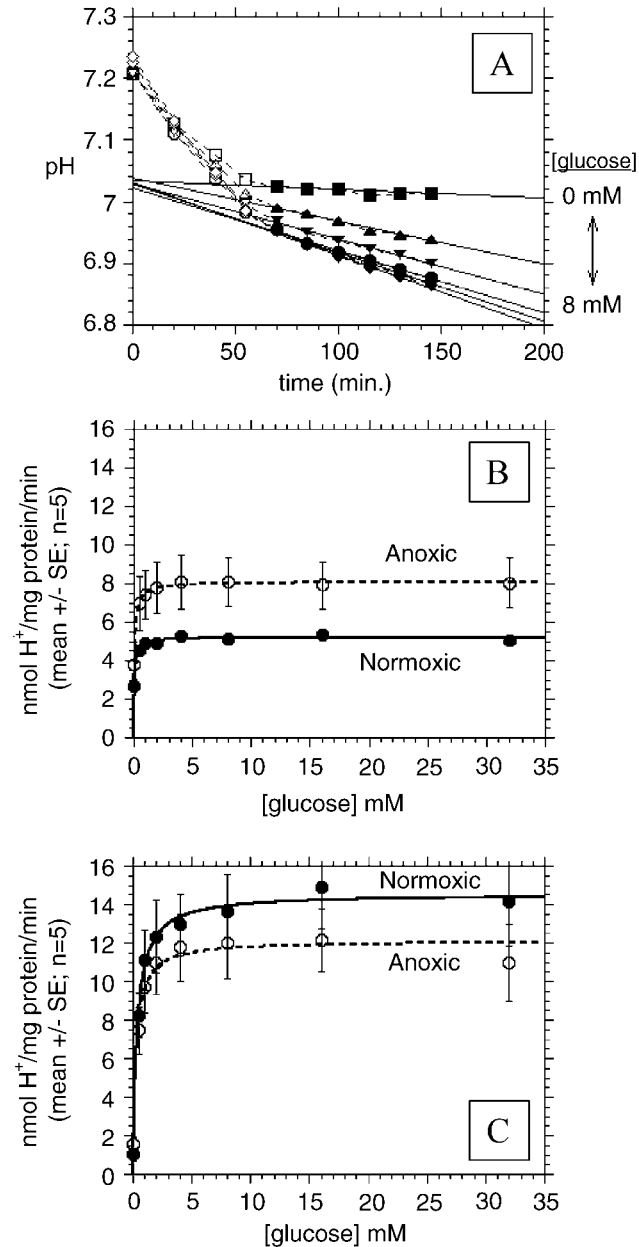 A
7.3
7.2
7.1
7
6.9
6.8
pH
0 50 100 150 200
time (min.)
[glucose]
0 mM
8 mM
B
16
14
12
10
8
6
4
2
0
nmol H⁺/mg protein/min
(mean +/- SE; n=5)
Anoxic
Normoxic
0 5 10 15 20 25 30 35
[glucose] mM
16
14
12
10
8
6
4
2
0
nmol H⁺/mg protein/min
(mean +/- SE; n=5)
Normoxic
Anoxic
C
0 5 10 15 20 25 30 35
[glucose] mM